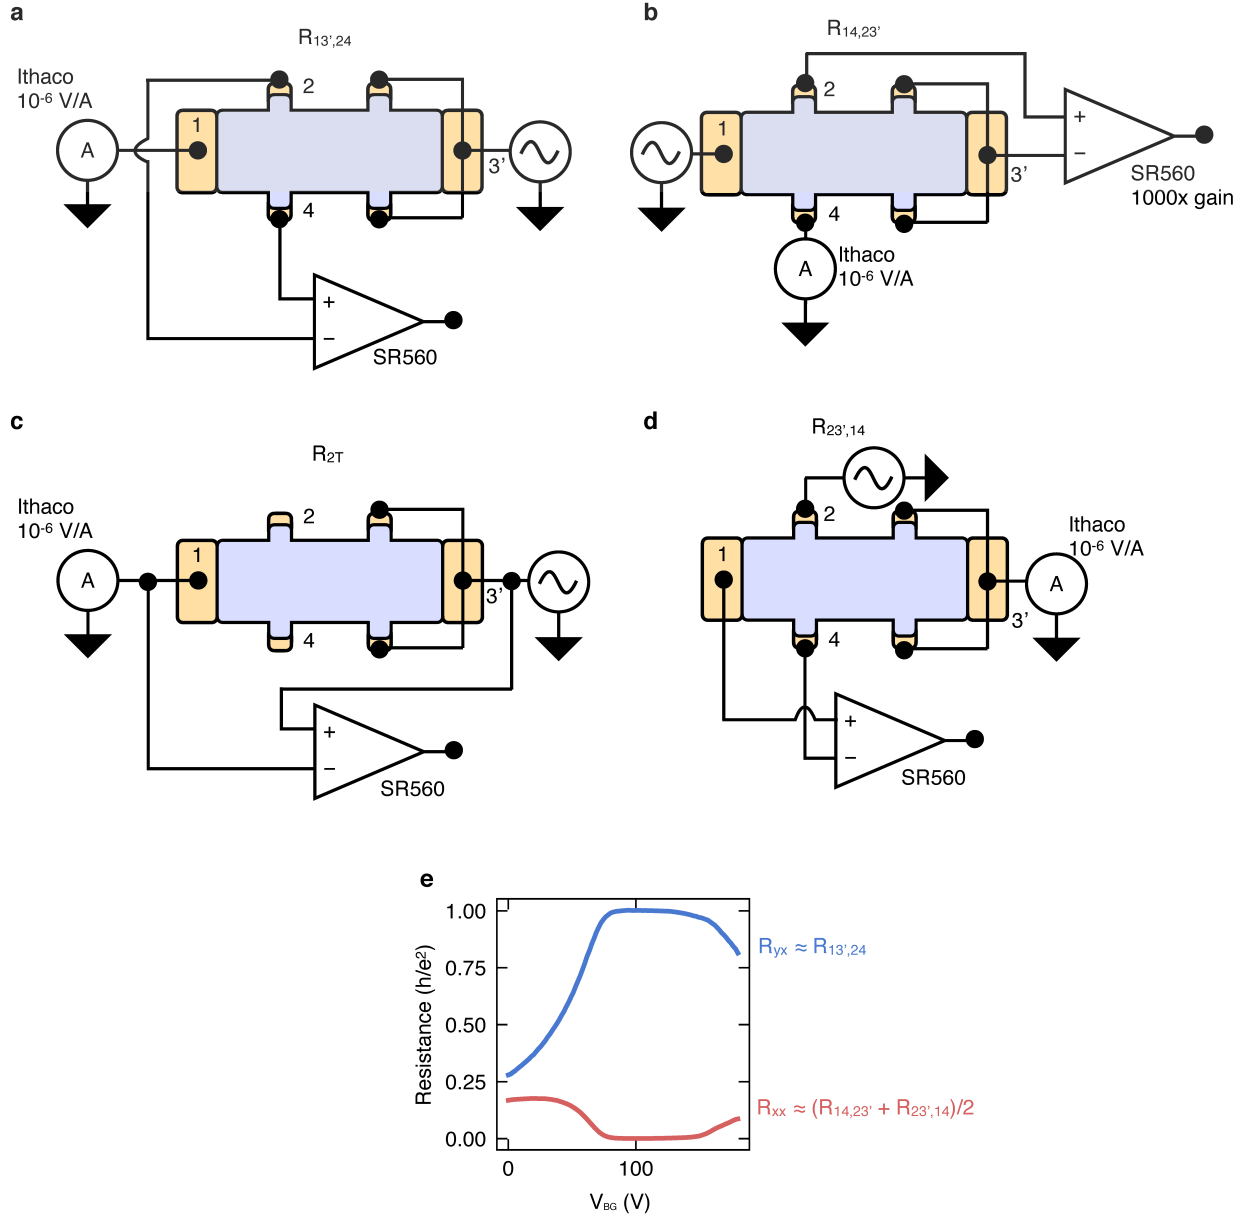 a
R13',24
Ithaco
10-6 V/A
A
1
2
3'
4
+
−
SR560
b
R14,23'
1
2
3'
4
+
−
SR560
1000x gain
A
Ithaco
10-6 V/A
c
R2T
Ithaco
10-6 V/A
A
1
2
3'
4
+
−
SR560
d
R23',14
1
2
3'
4
Ithaco
10-6 V/A
A
+
−
SR560
e
Resistance (h/e2)
1.00
0.75
0.50
0.25
0.00
0
100
VBG (V)
Ryx ≈ R13',24
Rxx ≈ (R14,23' + R23',14)/2